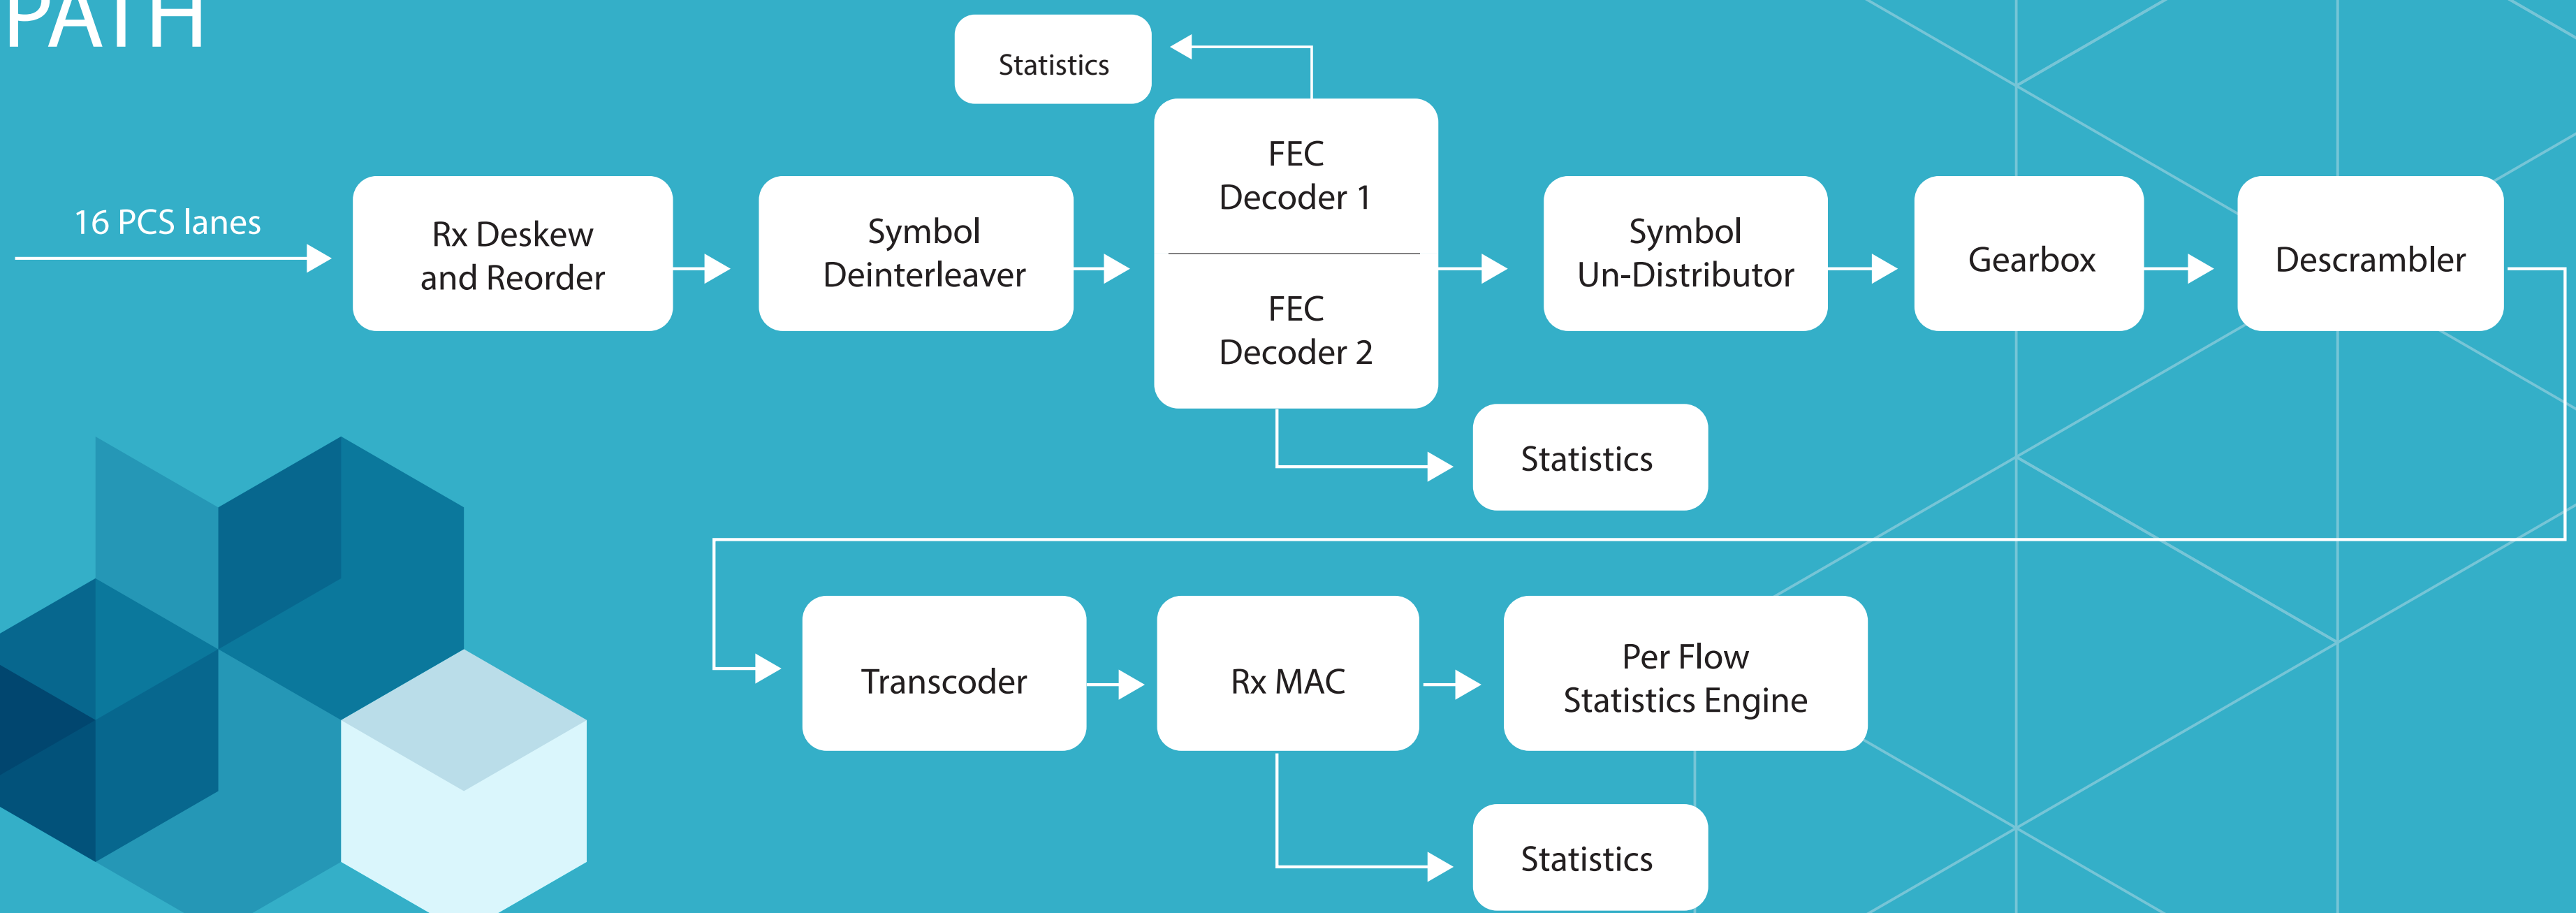 PATH
Statistics
16 PCS lanes
Rx Deskew
and Reorder
Symbol
Deinterleaver
FEC
Decoder 1
FEC
Decoder 2
Symbol
Un-Distributor
Gearbox
Descrambler
Statistics
Transcoder
Rx MAC
Per Flow
Statistics Engine
Statistics